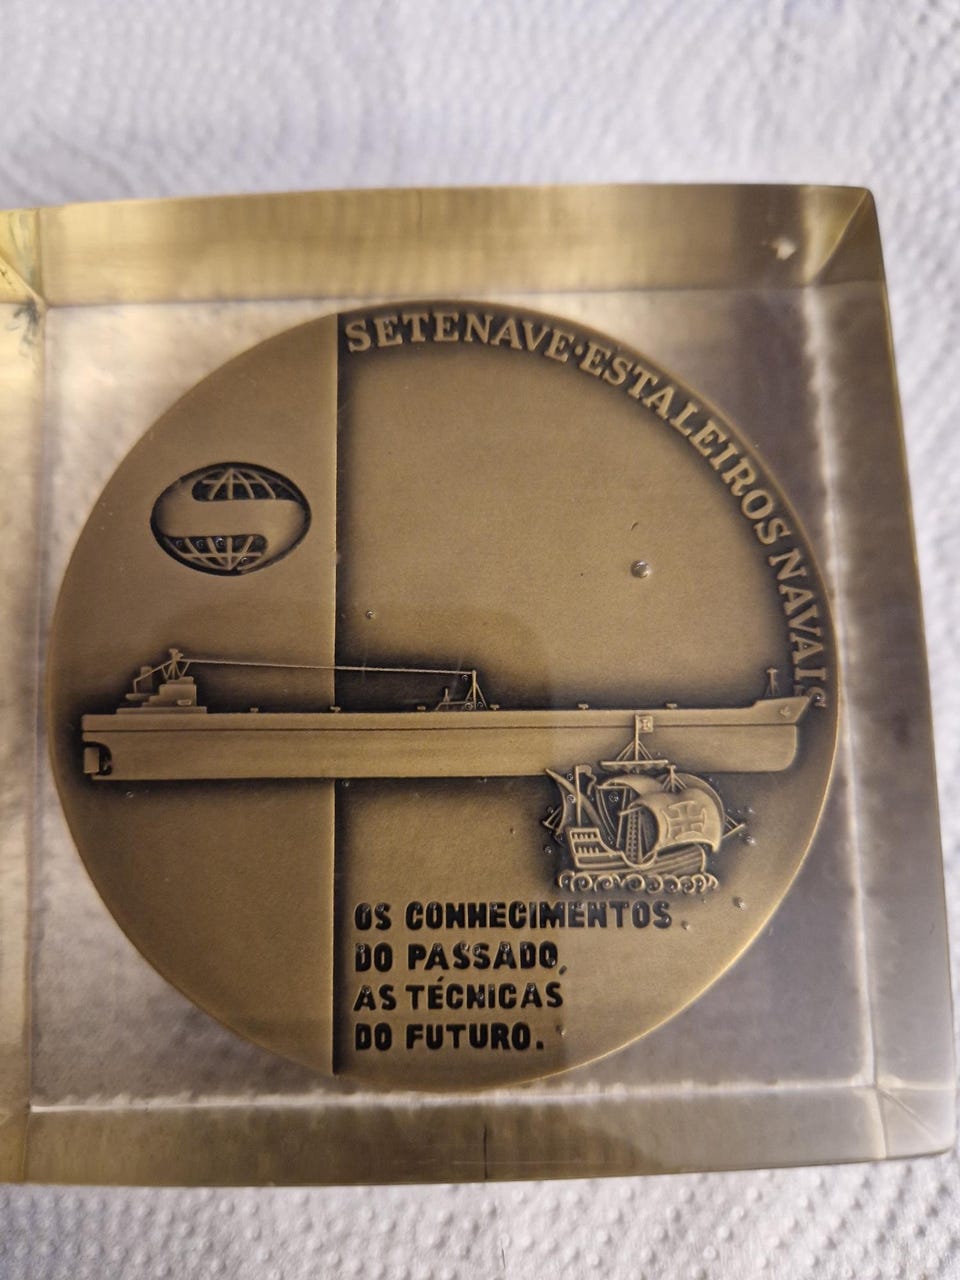 SETENAVE·ESTALEIROS NAVAIS
S
OS CONHECIMENTOS
DO PASSADO,
AS TÉCNICAS
DO FUTURO.